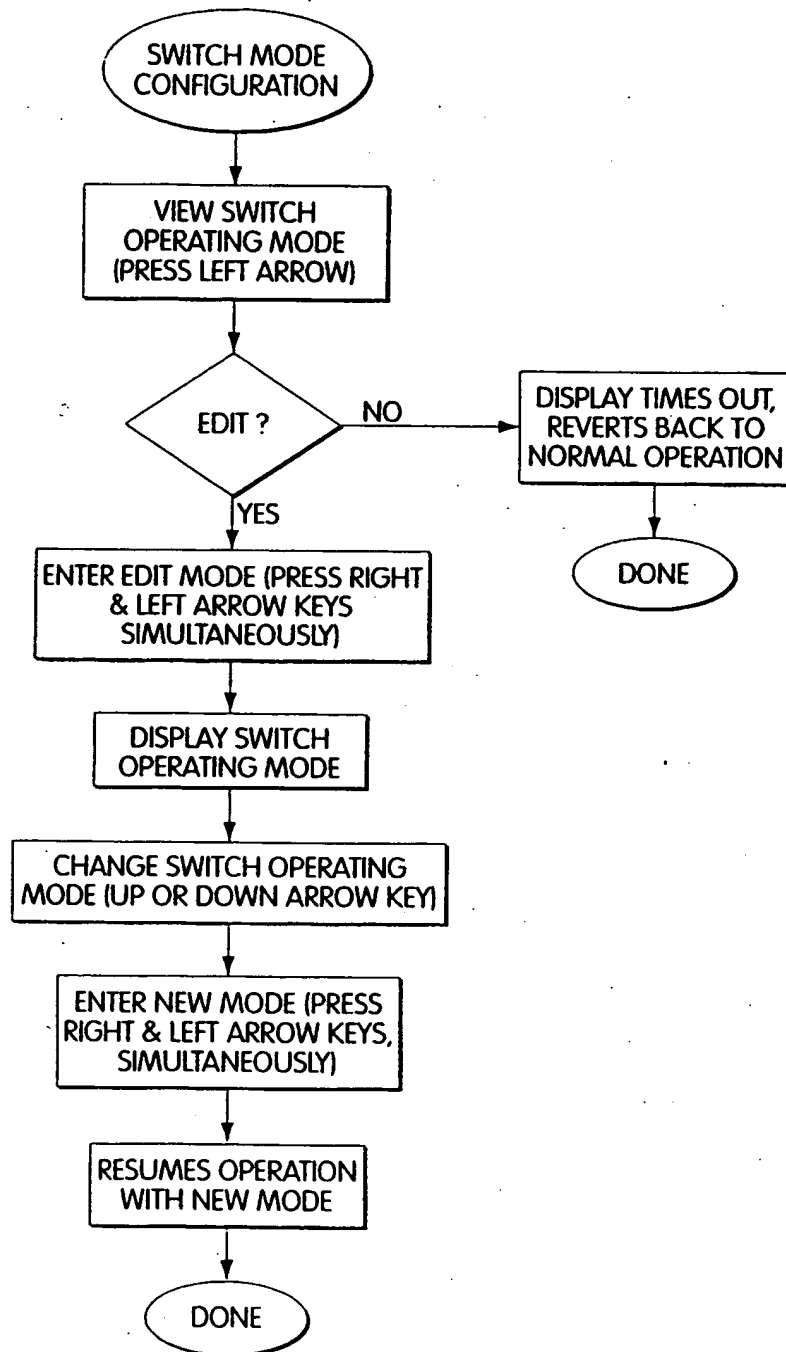 SWITCH MODE
CONFIGURATION
VIEW SWITCH
OPERATING MODE
(PRESS LEFT ARROW)
EDIT ?
NO
DISPLAY TIMES OUT,
REVERTS BACK TO
NORMAL OPERATION
DONE
YES
ENTER EDIT MODE (PRESS RIGHT
& LEFT ARROW KEYS
SIMULTANEOUSLY)
DISPLAY SWITCH
OPERATING MODE
CHANGE SWITCH OPERATING
MODE (UP OR DOWN ARROW KEY)
ENTER NEW MODE (PRESS
RIGHT & LEFT ARROW KEYS,
SIMULTANEOUSLY)
RESUMES OPERATION
WITH NEW MODE
DONE